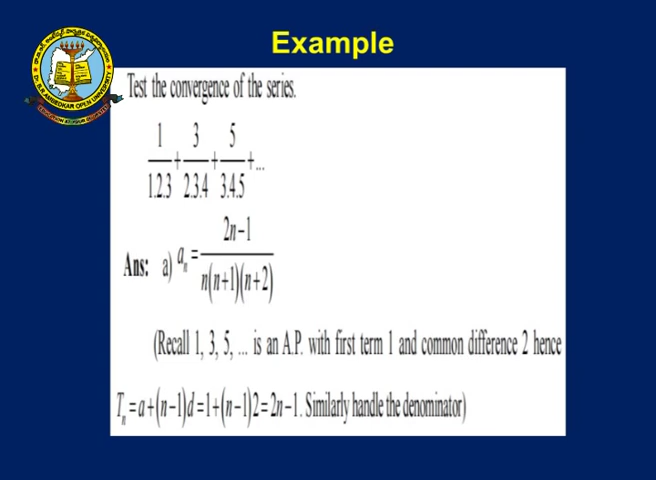 Example
Test the convergence of the series.
1/1.2.3 + 3/2.3.4 + 5/3.4.5 + ...
Ans: a) aₙ = 2n−1 / n(n+1)(n+2)
(Recall 1, 3, 5, ... is an A.P. with first term 1 and common difference 2 hence
Tₙ = a+(n−1)d = 1+(n−1)2 = 2n−1. Similarly handle the denominator)